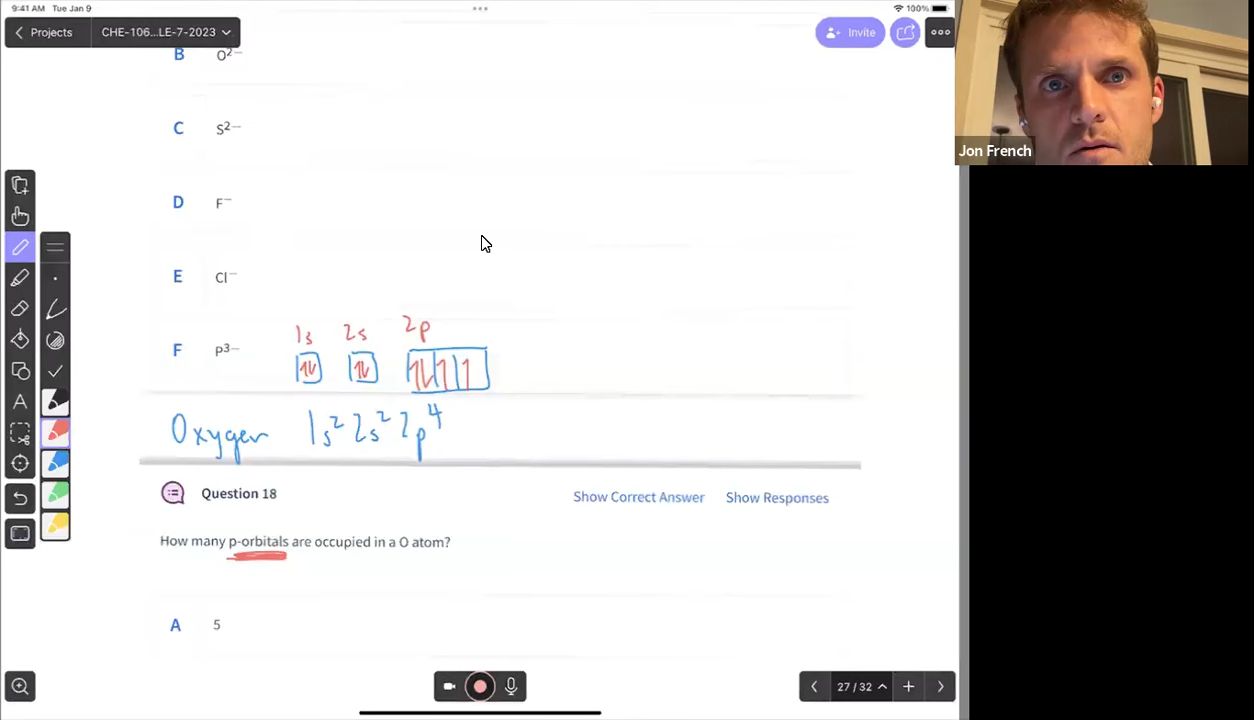 9:41 AM Tue Jan 9
100%
Projects
CHE-106...LE-7-2023
Invite
B O²⁻
C S²⁻
D F⁻
E Cl⁻
F P³⁻
1s 2s 2p
Jon French
Oxygen 1s² 2s² 2p⁴
Question 18
Show Correct Answer
Show Responses
How many p-orbitals are occupied in a O atom?
A 5
A
27 / 32